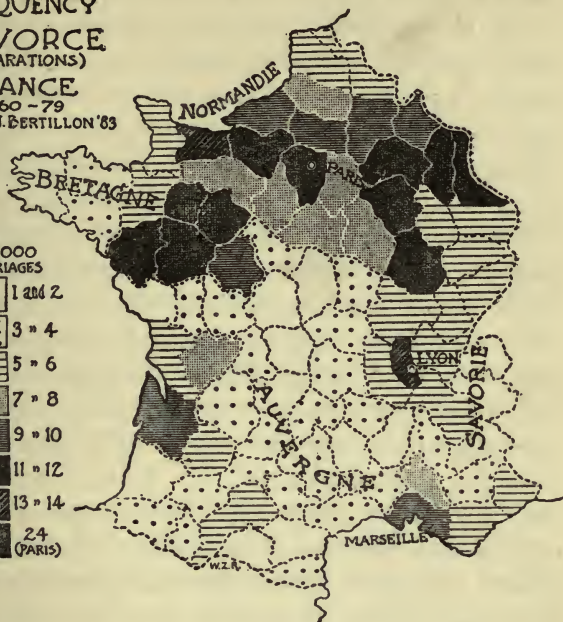 QUENCY
VORCE
ARATIONS)
ANCE
60-79
J. BERTILLON '83
NORMANDIE
BRETAGNE
PARIS
000
RIAGES
1 and 2
3 " 4
5 " 6
7 " 8
9 " 10
11 " 12
13 " 14
24
(PARIS)
LYON
SAVORIE
AUVERGNE
MARSEILLE
W.Z.R.